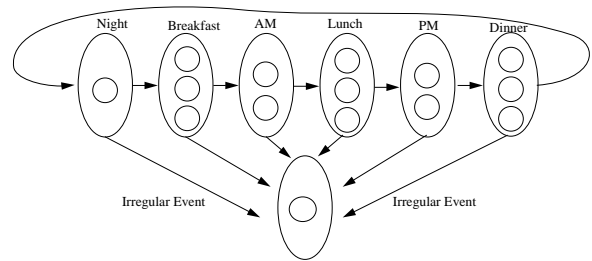 Night
Breakfast
AM
Lunch
PM
Dinner
Irregular Event
Irregular Event